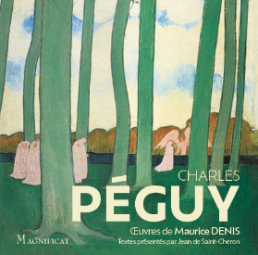 CHARLES
PÉGUY
Œuvres de Maurice DENIS
Textes présentés par Jean de Saint-Cheron
MAGNIFICAT